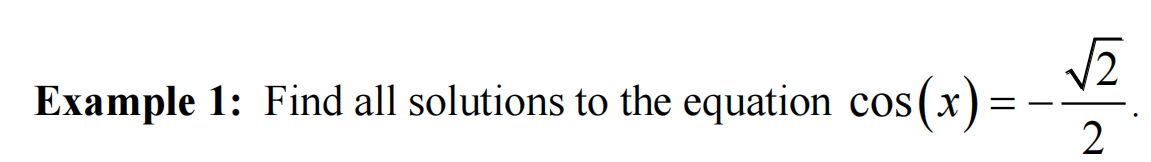 Example 1: Find all solutions to the equation cos(x) = -√2/2.